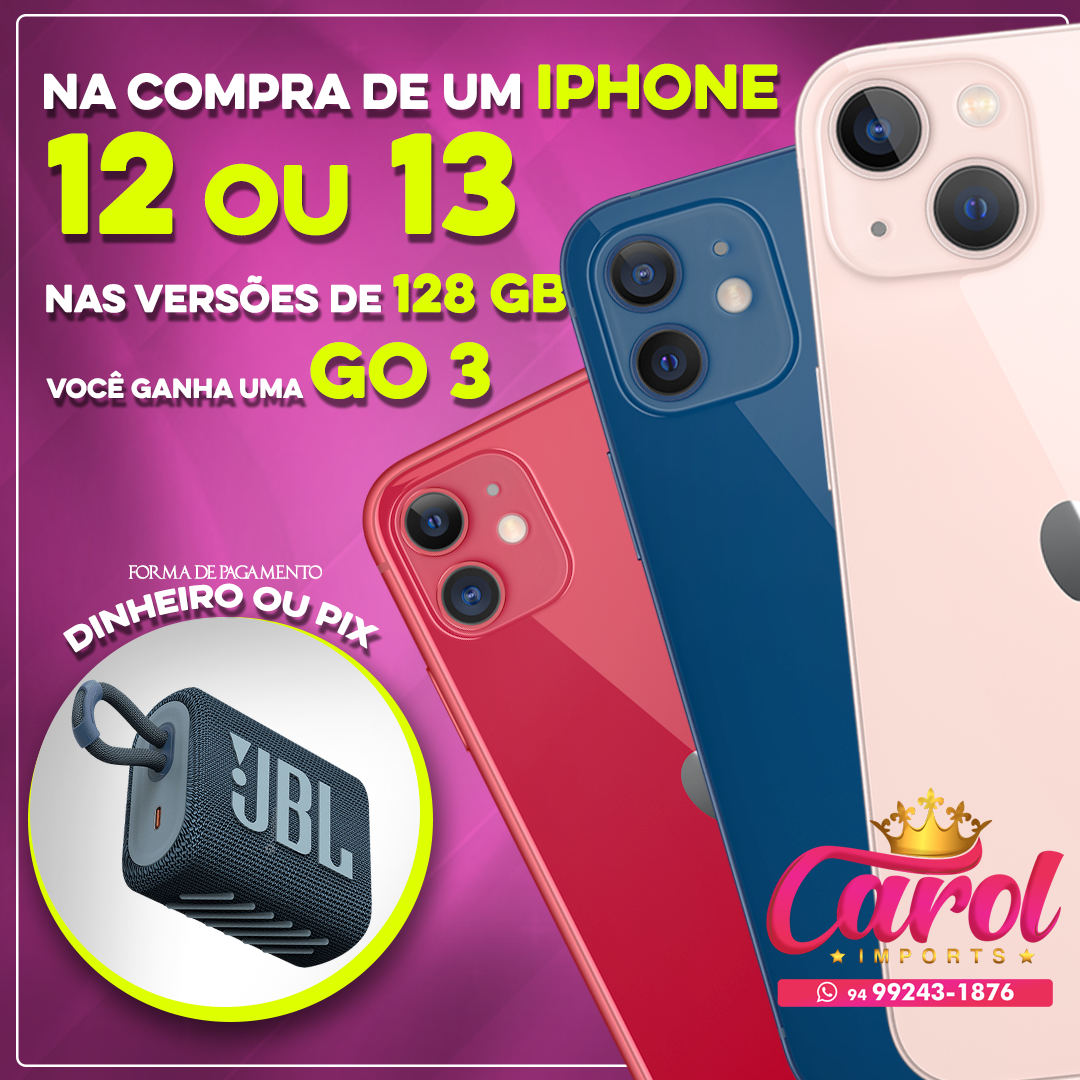 NA COMPRA DE UM IPHONE
12 OU 13
NAS VERSÕES DE 128 GB
VOCÊ GANHA UMA GO 3
FORMA DE PAGAMENTO
DINHEIRO OU PIX
JBL
Carol
IMPORTS
94 99243-1876